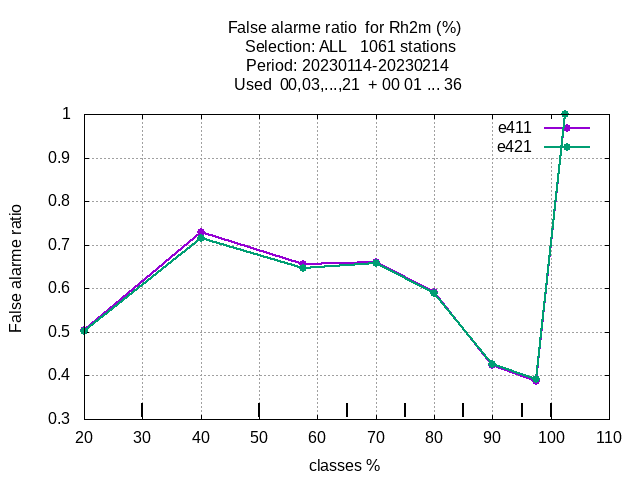 False alarme ratio  for Rh2m (%)
Selection: ALL   1061 stations
Period: 20230114-20230214
Used  00,03,...,21  + 00 01 ... 36
e411
e421
False alarme ratio
1
0.9
0.8
0.7
0.6
0.5
0.4
0.3
20 30 40 50 60 70 80 90 100 110
classes %